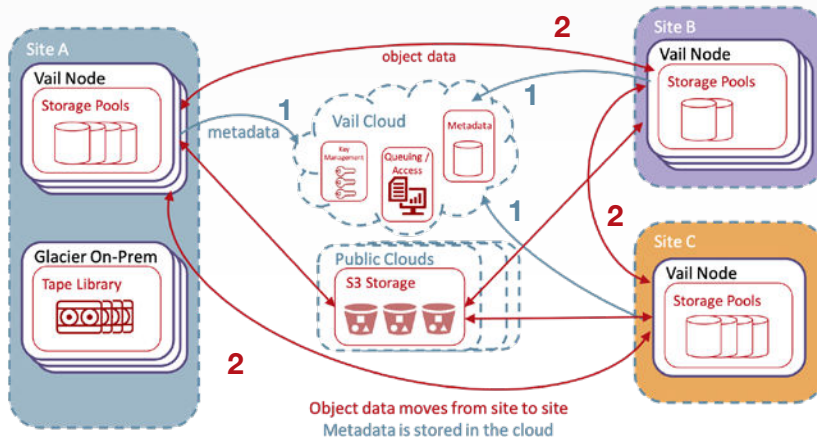 Site A
Vail Node
Storage Pools
Glacier On-Prem
Tape Library
2
object data
1
metadata
Vail Cloud
Key
Management
Queuing /
Access
Metadata
1
1
Public Clouds
S3 Storage
2
Site B
Vail Node
Storage Pools
2
Site C
Vail Node
Storage Pools
Object data moves from site to site
Metadata is stored in the cloud